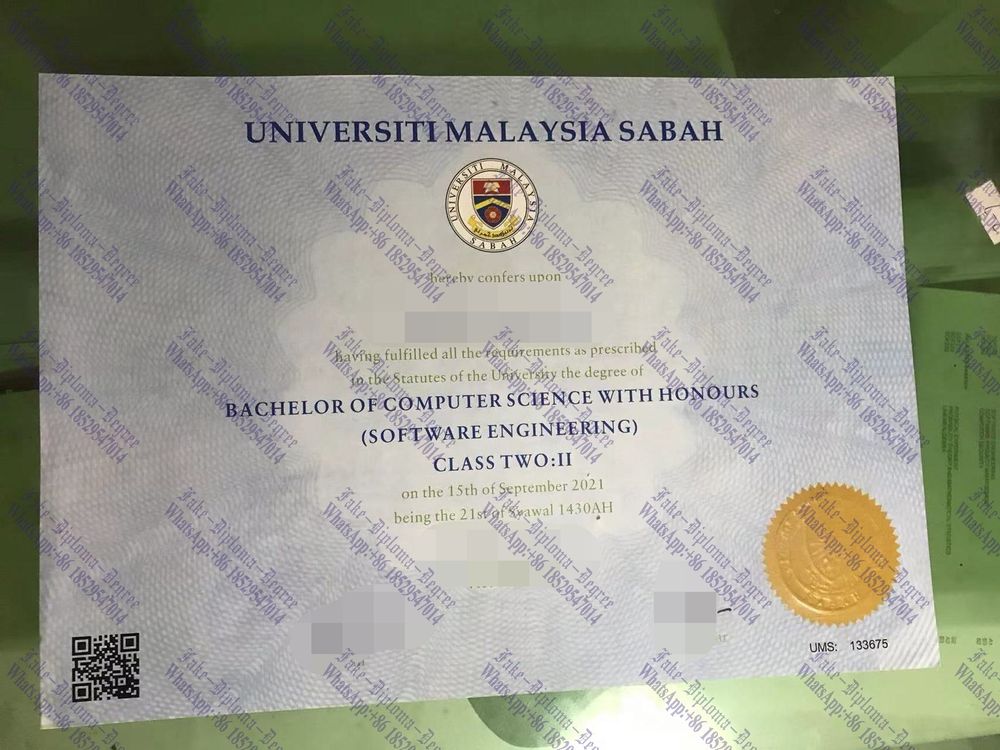 UNIVERSITI MALAYSIA SABAH
UNIVERSITI MALAYSIA
SABAH
hereby confers upon
having fulfilled all the requirements as prescribed
in the Statutes of the University the degree of
BACHELOR OF COMPUTER SCIENCE WITH HONOURS
(SOFTWARE ENGINEERING)
CLASS TWO:II
on the 15th of September 2021
being the 21st of Syawal 1430AH
UMS: 133675
Fake-Diploma-Degree
WhatsApp:+86 18529547014